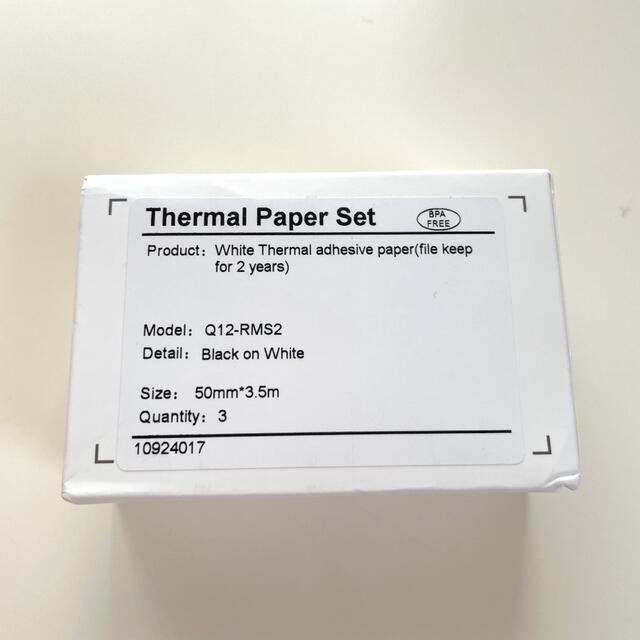 Thermal Paper Set
BPA
FREE
Product: White Thermal adhesive paper(file keep
for 2 years)
Model: Q12-RMS2
Detail: Black on White
Size: 50mm*3.5m
Quantity: 3
10924017